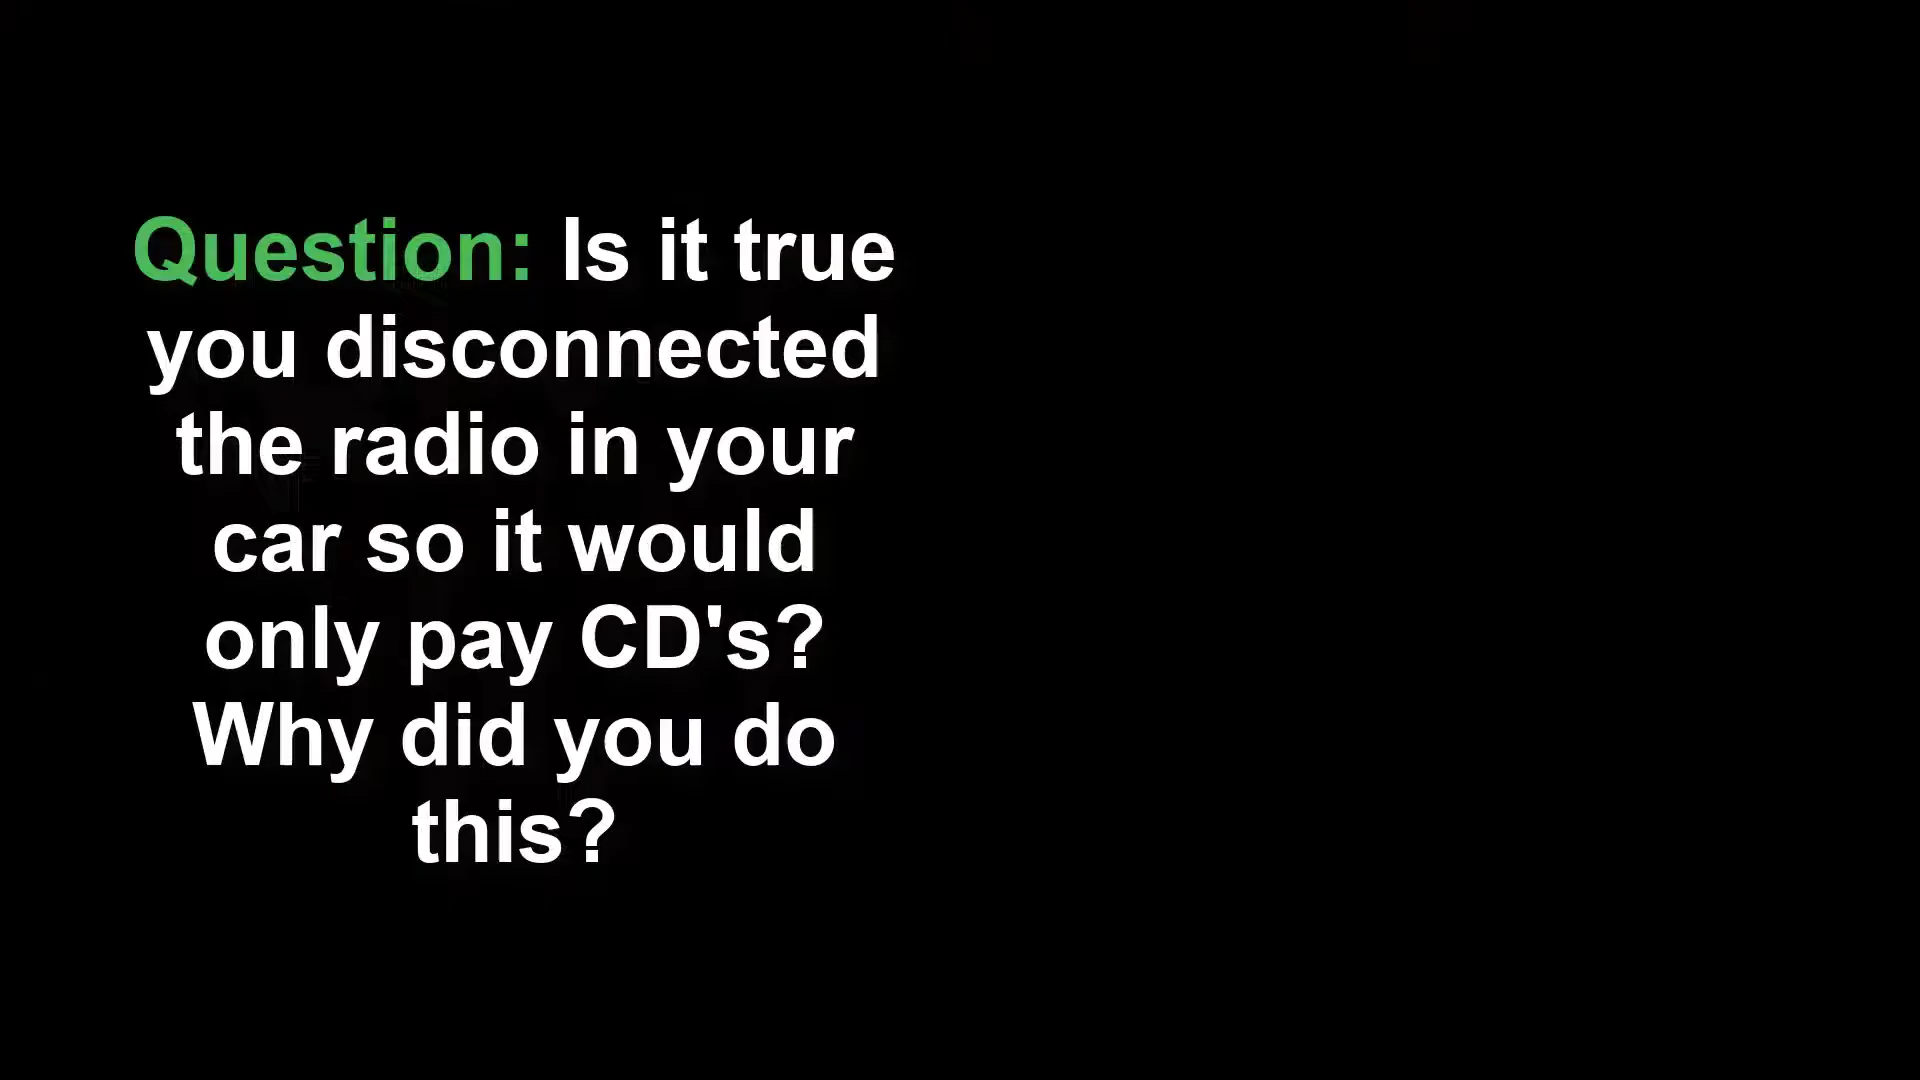 Question: Is it true
you disconnected
the radio in your
car so it would
only pay CD's?
Why did you do
this?